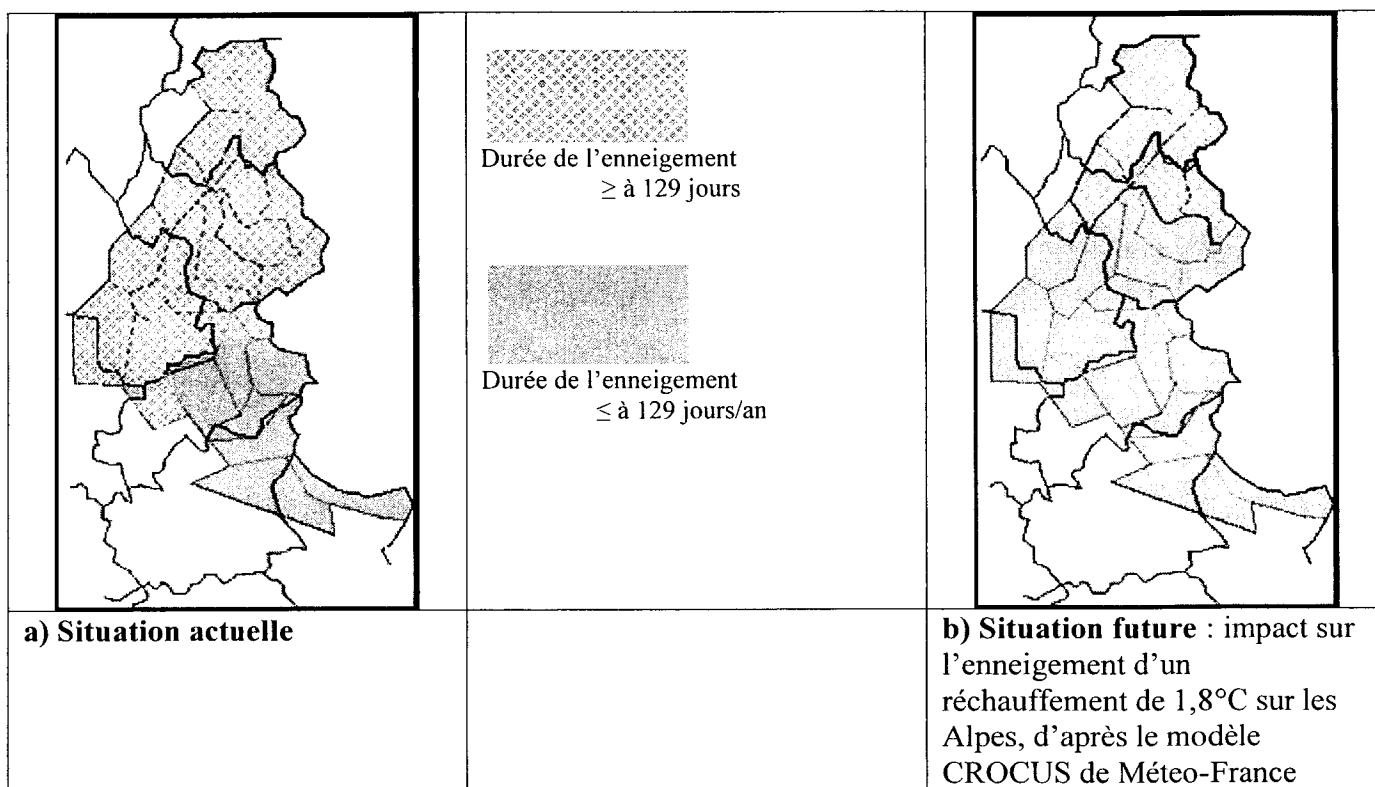 Durée de l'enneigement
≥ à 129 jours
Durée de l'enneigement
≤ à 129 jours/an
a) Situation actuelle
b) Situation future : impact sur
l'enneigement d'un
réchauffement de 1,8°C sur les
Alpes, d'après le modèle
CROCUS de Méteo-France